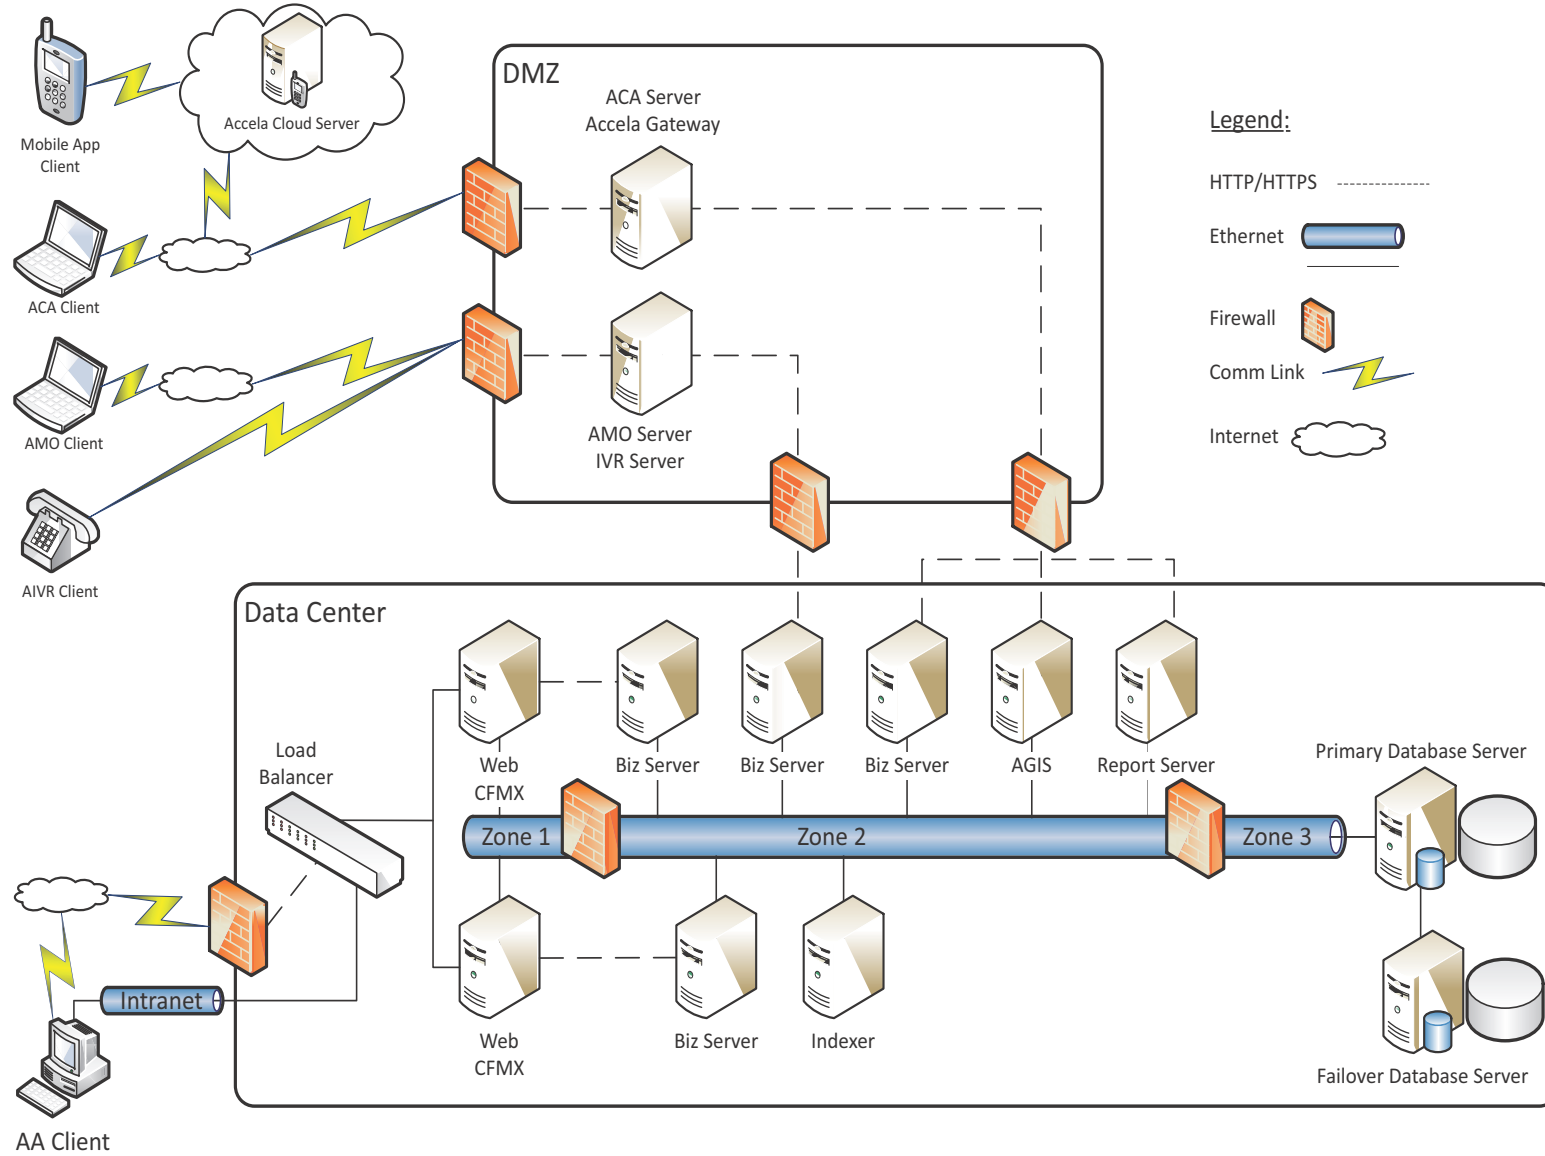 Accela Cloud Server
Mobile App
Client
ACA Client
AMO Client
AIVR Client
DMZ
ACA Server
Accela Gateway
AMO Server
IVR Server
Legend:
HTTP/HTTPS
Ethernet
Firewall
Comm Link
Internet
Data Center
Load
Balancer
Web
CFMX
Biz Server
Biz Server
Biz Server
AGIS
Report Server
Primary Database Server
Zone 1
Zone 2
Zone 3
Intranet
Web
CFMX
Biz Server
Indexer
Failover Database Server
AA Client